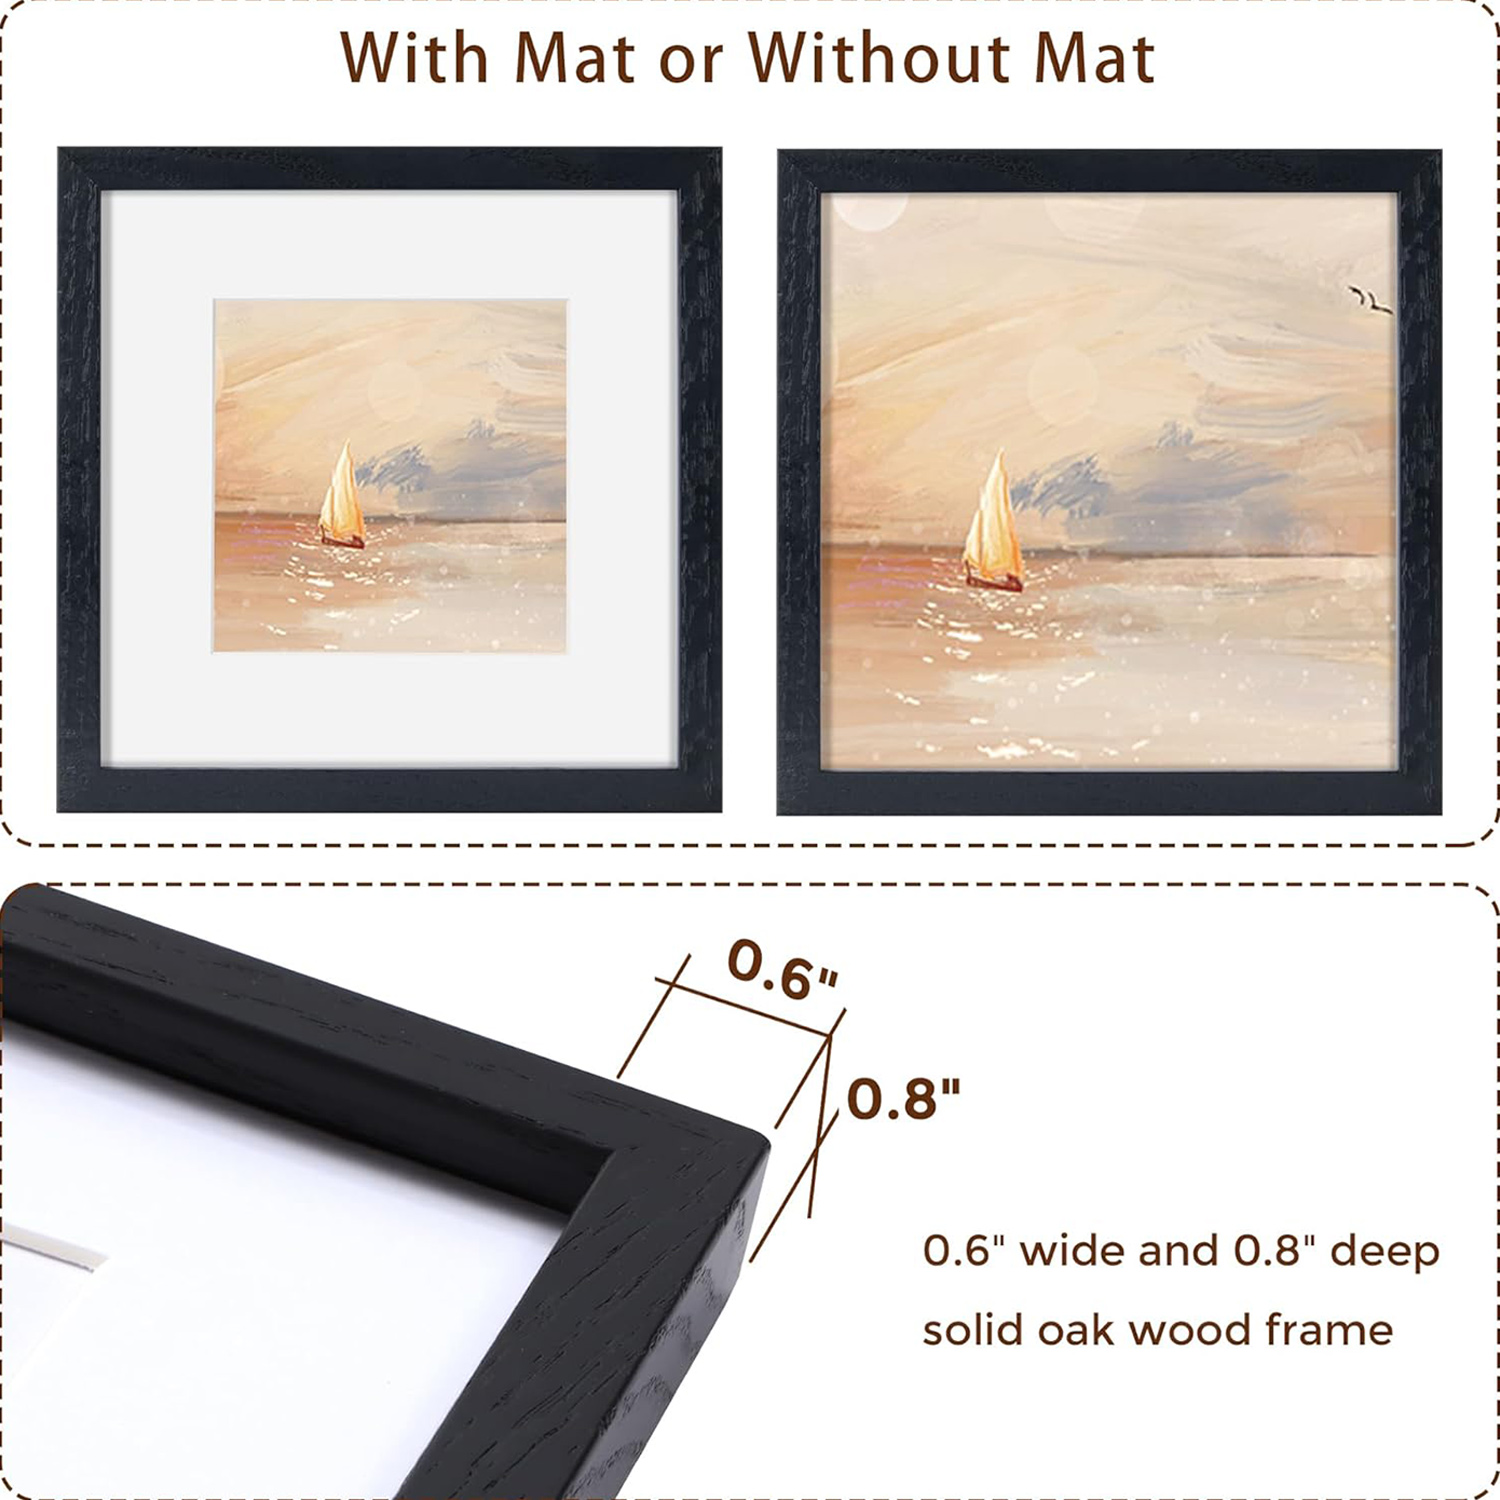 With Mat or Without Mat
0.6"
0.8"
0.6" wide and 0.8" deep
solid oak wood frame